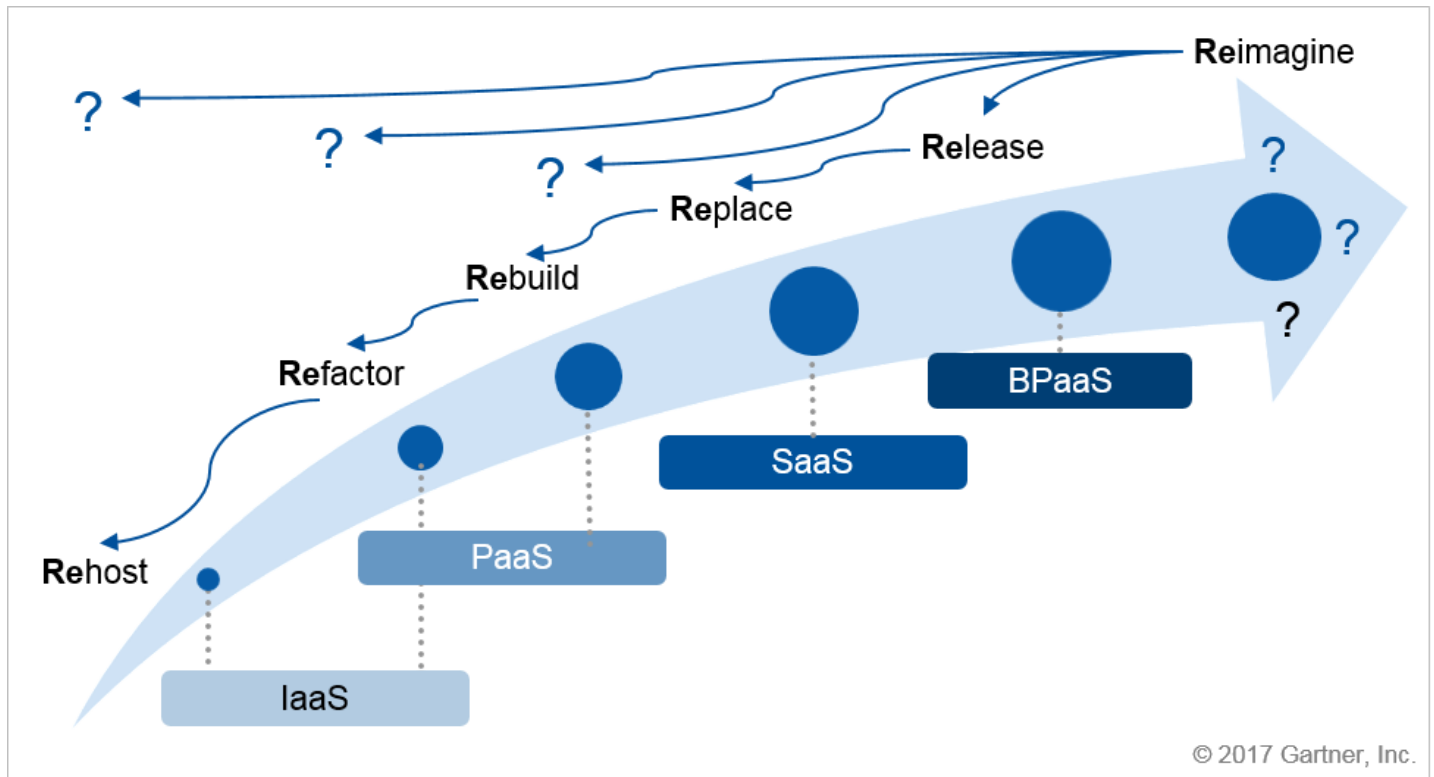 Reimagine
?
?
?
Release
?
Replace
?
Rebuild
?
BPaaS
Refactor
SaaS
PaaS
Rehost
IaaS
© 2017 Gartner, Inc.